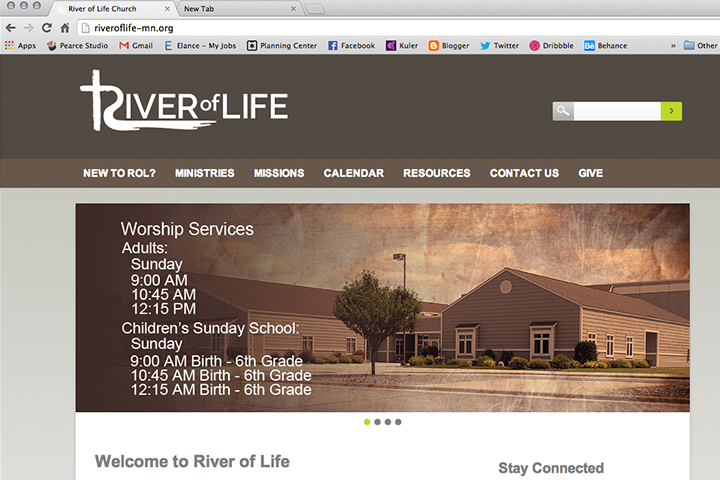 River of Life Church
New Tab
riveroflife-mn.org
Apps Pearce Studio Gmail Elance - My Jobs Planning Center Facebook Kuler Blogger Twitter Dribbble Behance » Other
RIVER of LIFE
NEW TO ROL? MINISTRIES MISSIONS CALENDAR RESOURCES CONTACT US GIVE
Worship Services
Adults:
Sunday
9:00 AM
10:45 AM
12:15 PM
Children's Sunday School:
Sunday
9:00 AM Birth - 6th Grade
10:45 AM Birth - 6th Grade
12:15 AM Birth - 6th Grade
Welcome to River of Life
Stay Connected